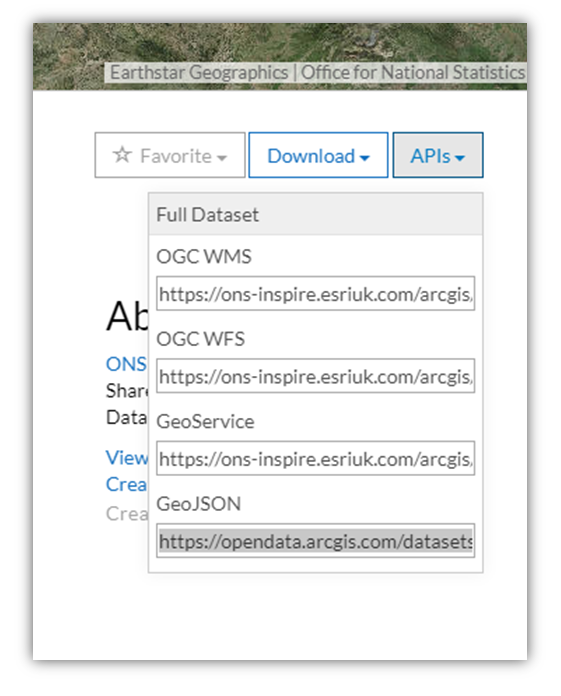 Earthstar Geographics | Office for National Statistics
☆ Favorite Download APIs
Full Dataset
OGC WMS
https://ons-inspire.esriuk.com/arcgis/
OGC WFS
https://ons-inspire.esriuk.com/arcgis/
GeoService
https://ons-inspire.esriuk.com/arcgis/
GeoJSON
https://opendata.arcgis.com/datasets
Ab
ONS
Share
Data
View
Crea
Crea